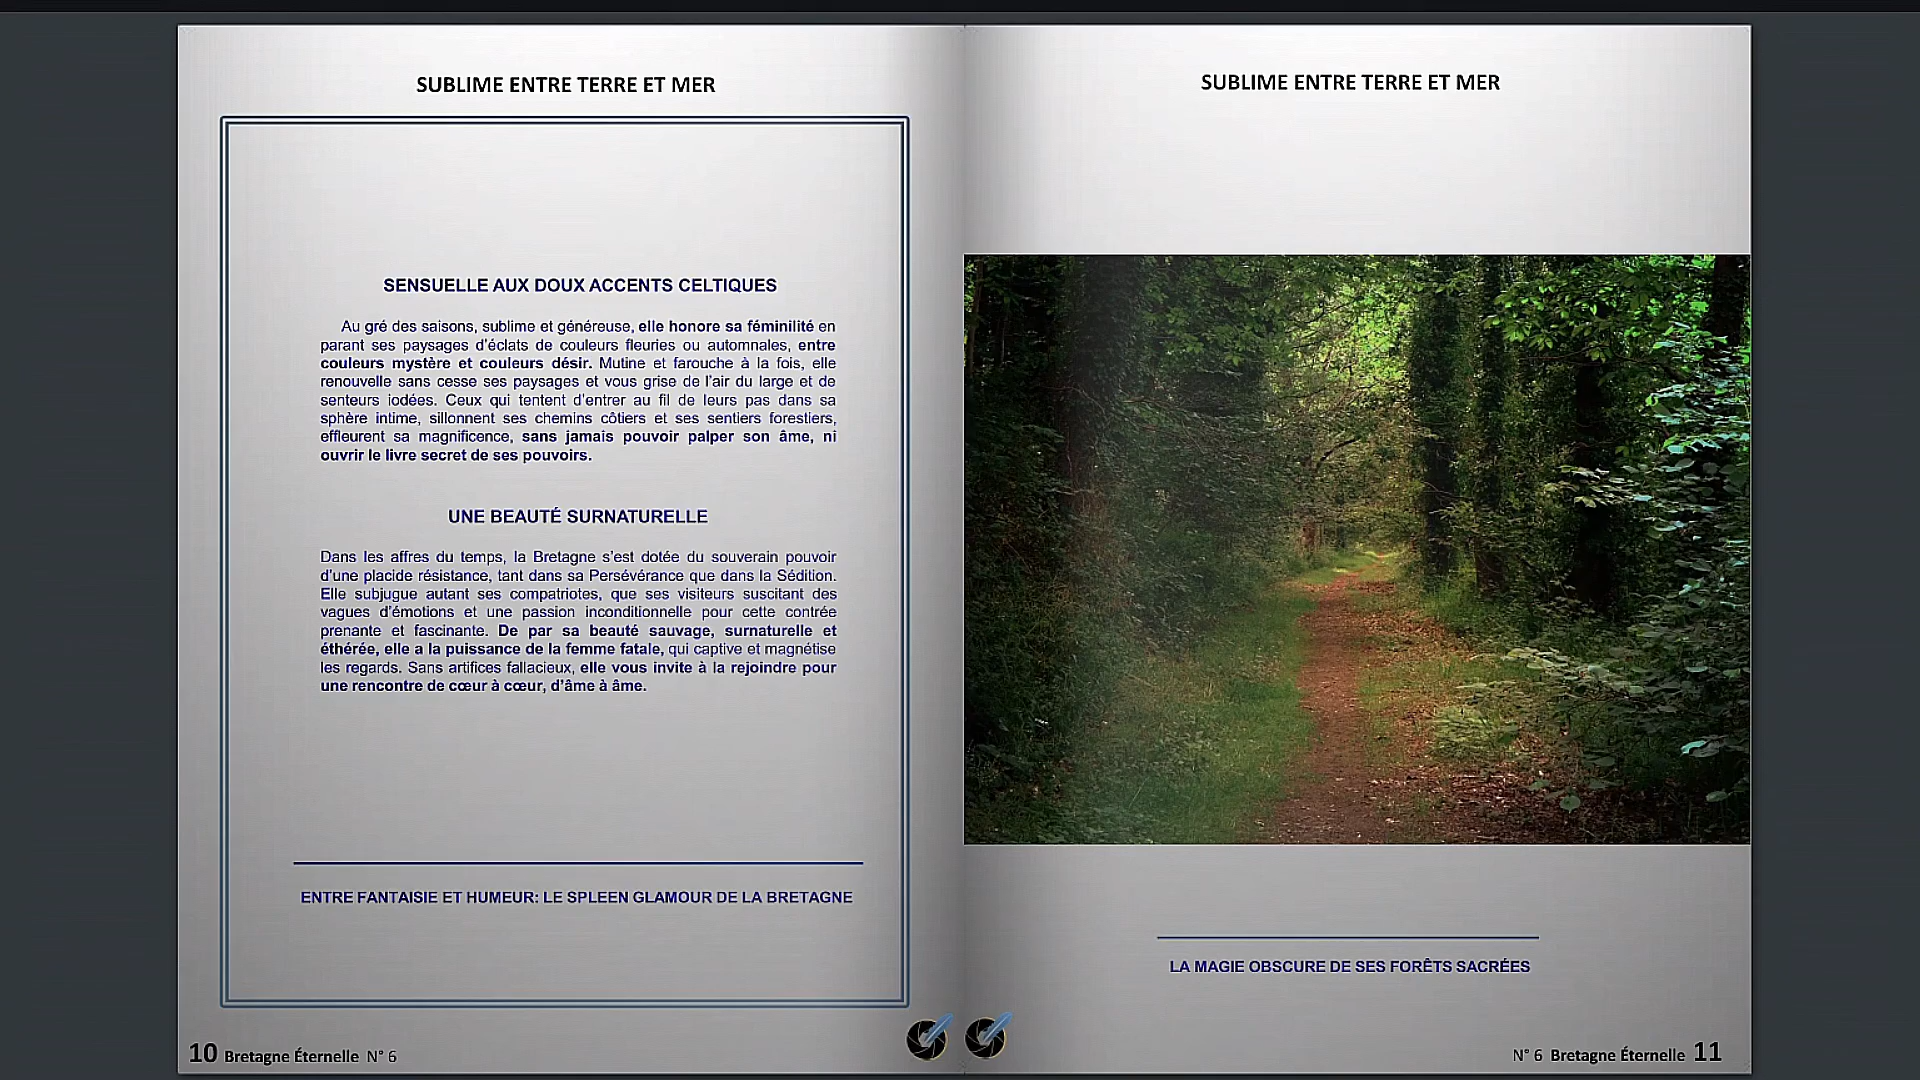 SUBLIME ENTRE TERRE ET MER
SENSUELLE AUX DOUX ACCENTS CELTIQUES
Au gré des saisons, sublime et généreuse, elle honore sa féminilité en
parant ses paysages d'éclats de couleurs fleuries ou automnales, entre
couleurs mystère et couleurs désir. Mutine et farouche à la fois, elle
renouvelle sans cesse ses paysages et vous grise de l'air du large et de
senteurs iodées. Ceux qui tentent d'entrer au fil de leurs pas dans sa
sphère intime, sillonnent ses chemins côtiers et ses sentiers forestiers,
effleurent sa magnificence, sans jamais pouvoir palper son âme, ni
ouvrir le livre secret de ses pouvoirs.
UNE BEAUTÉ SURNATURELLE
Dans les affres du temps, la Bretagne s'est dotée du souverain pouvoir
d'une placide résistance, tant dans sa Persévérance que dans la Sédition.
Elle subjugue autant ses compatriotes, que ses visiteurs suscitant des
vagues d'émotions et une passion inconditionnelle pour cette contrée
prenante et fascinante. De par sa beauté sauvage, surnaturelle et
éthérée, elle a la puissance de la femme fatale, qui captive et magnétise
les regards. Sans artifices fallacieux, elle vous invite à la rejoindre pour
une rencontre de cœur à cœur, d'âme à âme.
ENTRE FANTAISIE ET HUMEUR: LE SPLEEN GLAMOUR DE LA BRETAGNE
10 Bretagne Éternelle N° 6
SUBLIME ENTRE TERRE ET MER
LA MAGIE OBSCURE DE SES FORÊTS SACRÉES
N° 6 Bretagne Éternelle 11